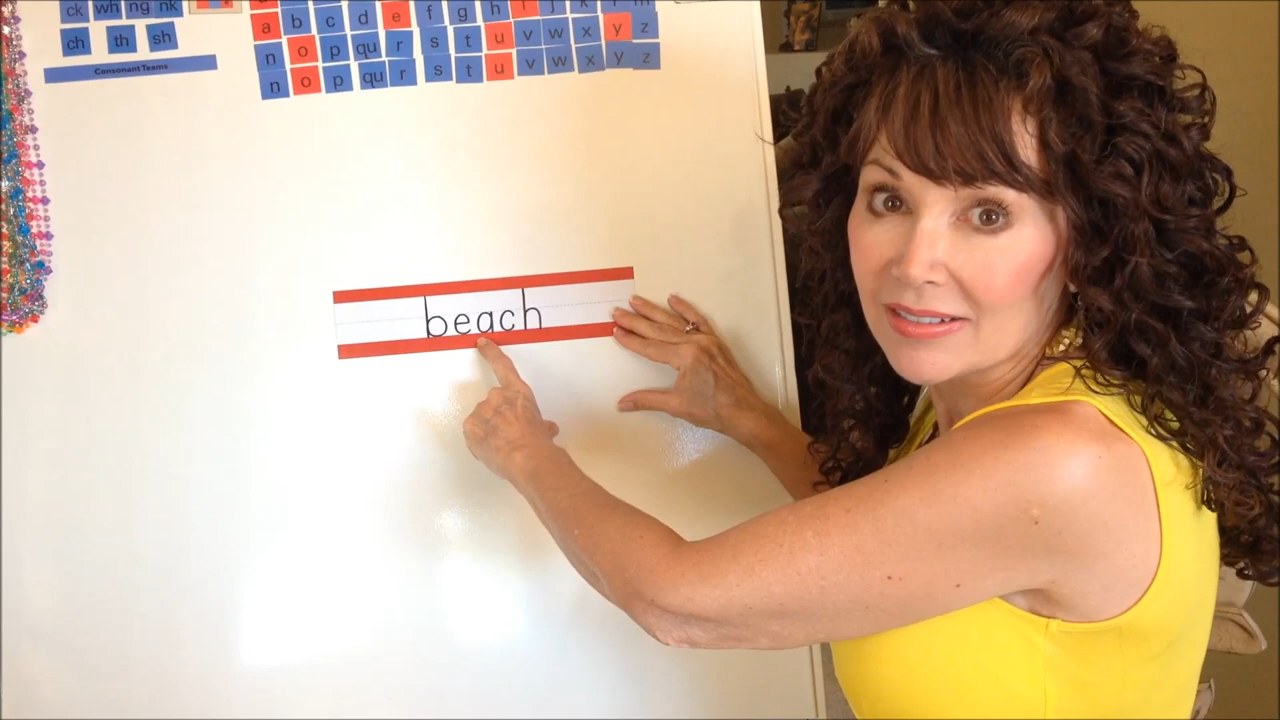 ck wh ng nk
ch th sh
Consonant Teams
a b c d e f g h
n o p qu r s t u v w x y z
n o p qu r s t u v w x y z
beach